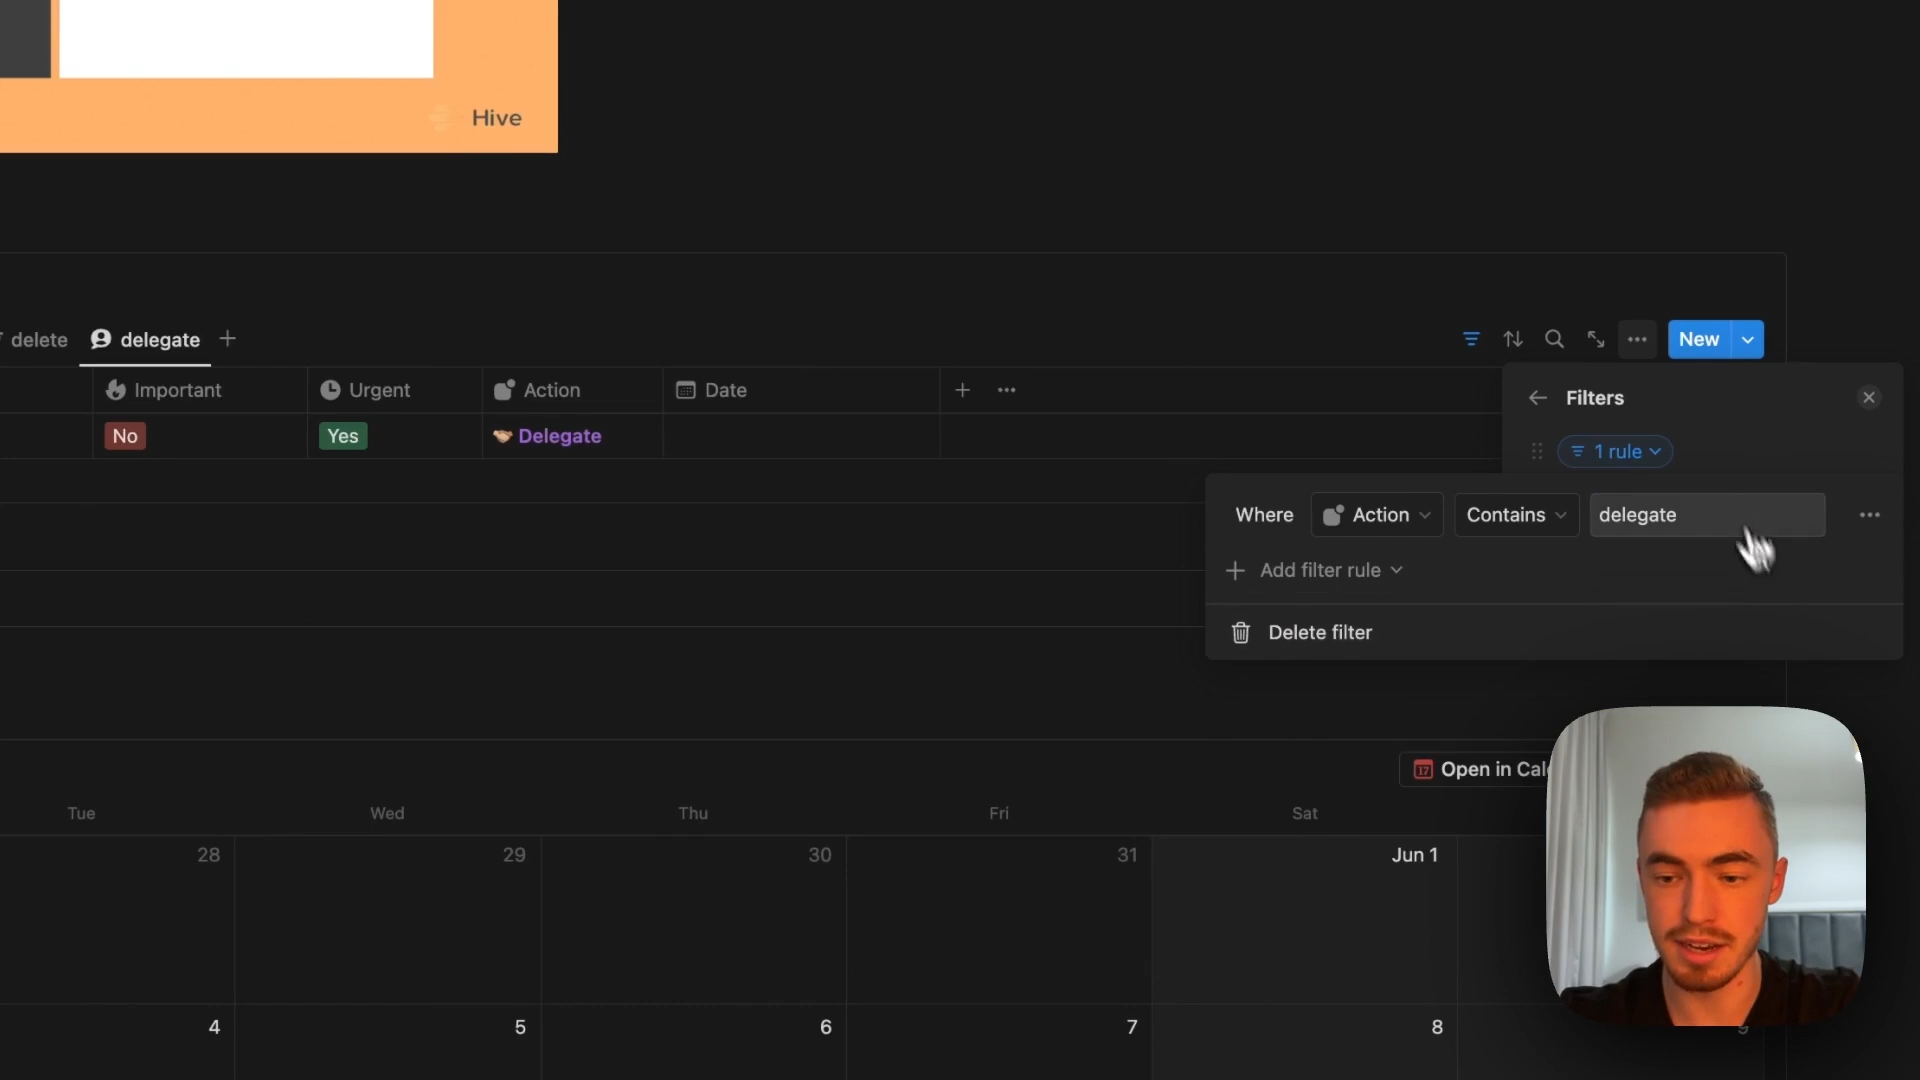 Hive
delete
delegate
New
Important
Urgent
Action
Date
No
Yes
Delegate
Filters
1 rule
Where
Action
Contains
delegate
Add filter rule
Delete filter
17
Open in Cal
Tue
Wed
Thu
Fri
Sat
28
29
30
31
Jun 1
4
5
6
7
8
9